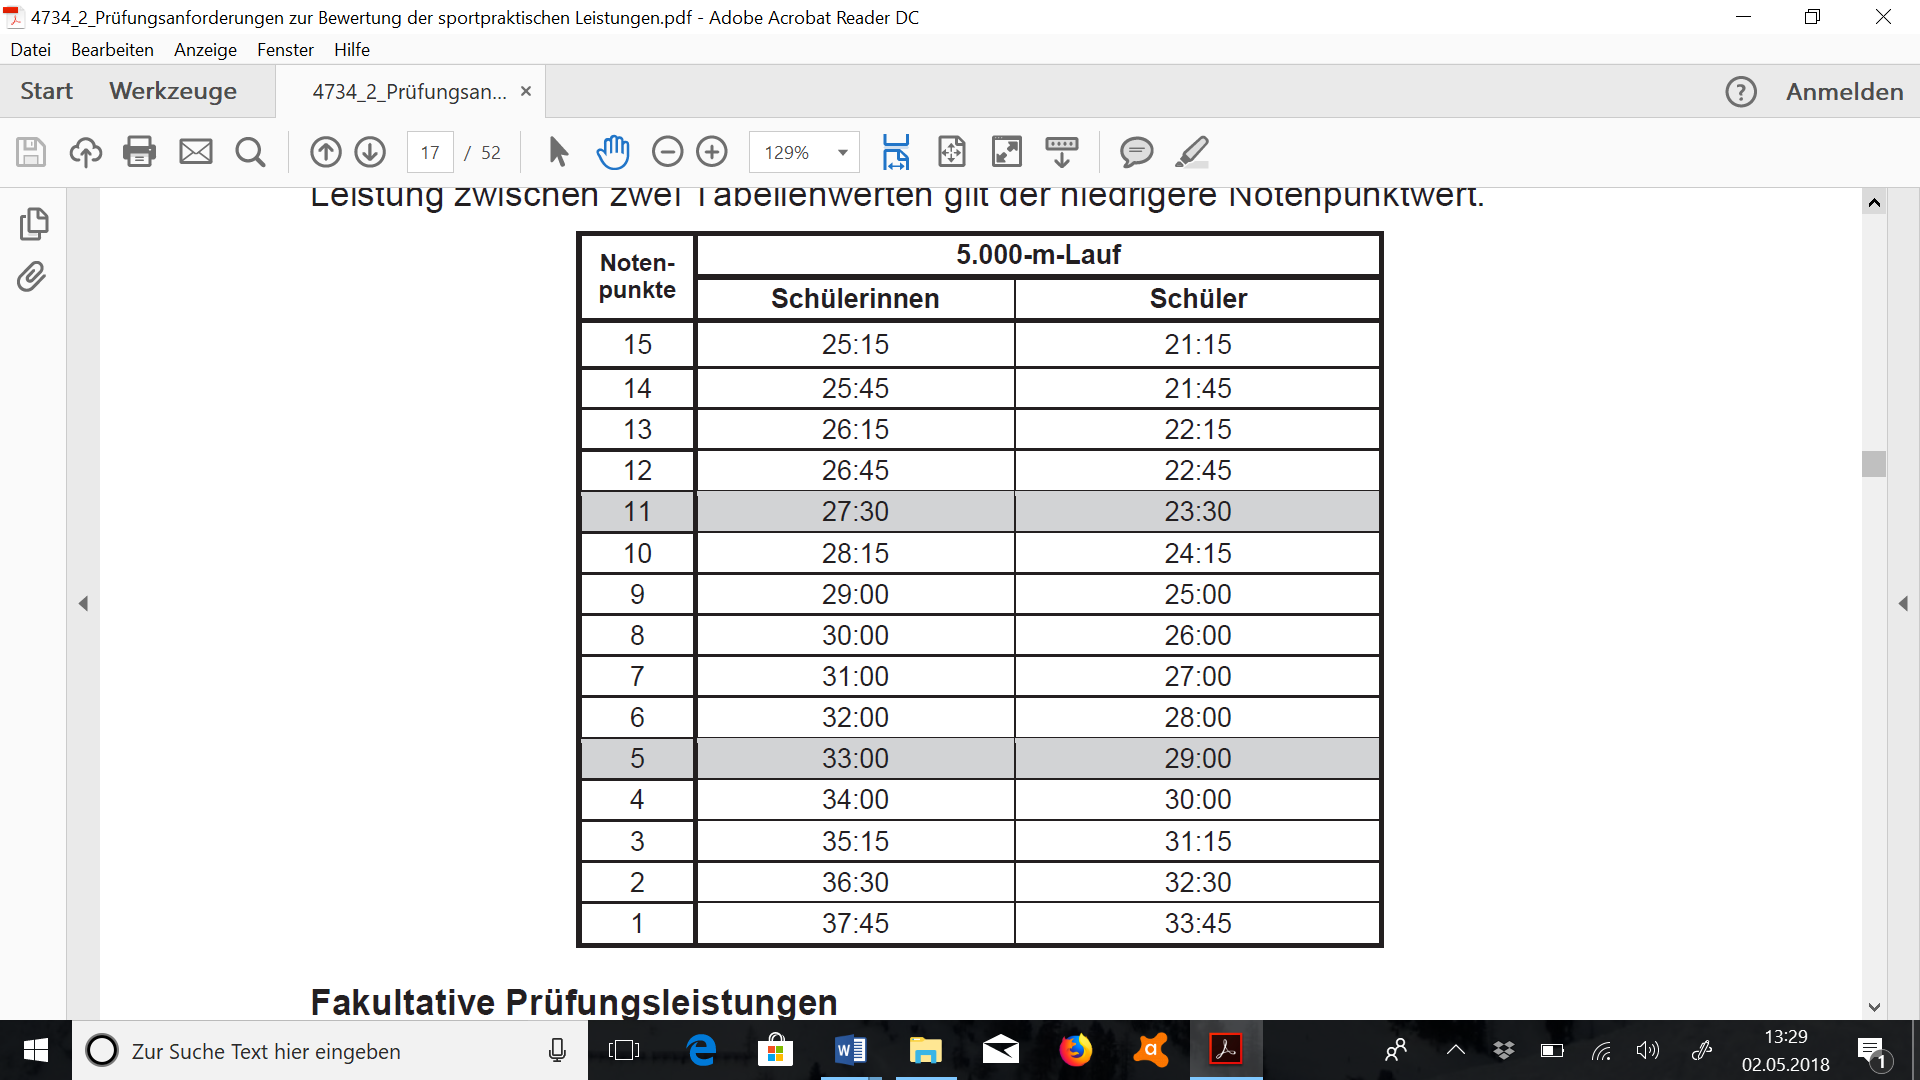 4734_2_Prüfungsanforderungen zur Bewertung der sportpraktischen Leistungen.pdf - Adobe Acrobat Reader DC
Datei Bearbeiten Anzeige Fenster Hilfe
Start Werkzeuge 4734_2_Prüfungsan... × ? Anmelden
17 / 52 129%
Leistung zwischen zwei Tabellenwerten gilt der niedrigere Notenpunktwert.
Noten-
punkte
5.000-m-Lauf
Schülerinnen Schüler
15 25:15 21:15
14 25:45 21:45
13 26:15 22:15
12 26:45 22:45
11 27:30 23:30
10 28:15 24:15
9 29:00 25:00
8 30:00 26:00
7 31:00 27:00
6 32:00 28:00
5 33:00 29:00
4 34:00 30:00
3 35:15 31:15
2 36:30 32:30
1 37:45 33:45
Fakultative Prüfungsleistungen
Zur Suche Text hier eingeben
13:29
02.05.2018
1